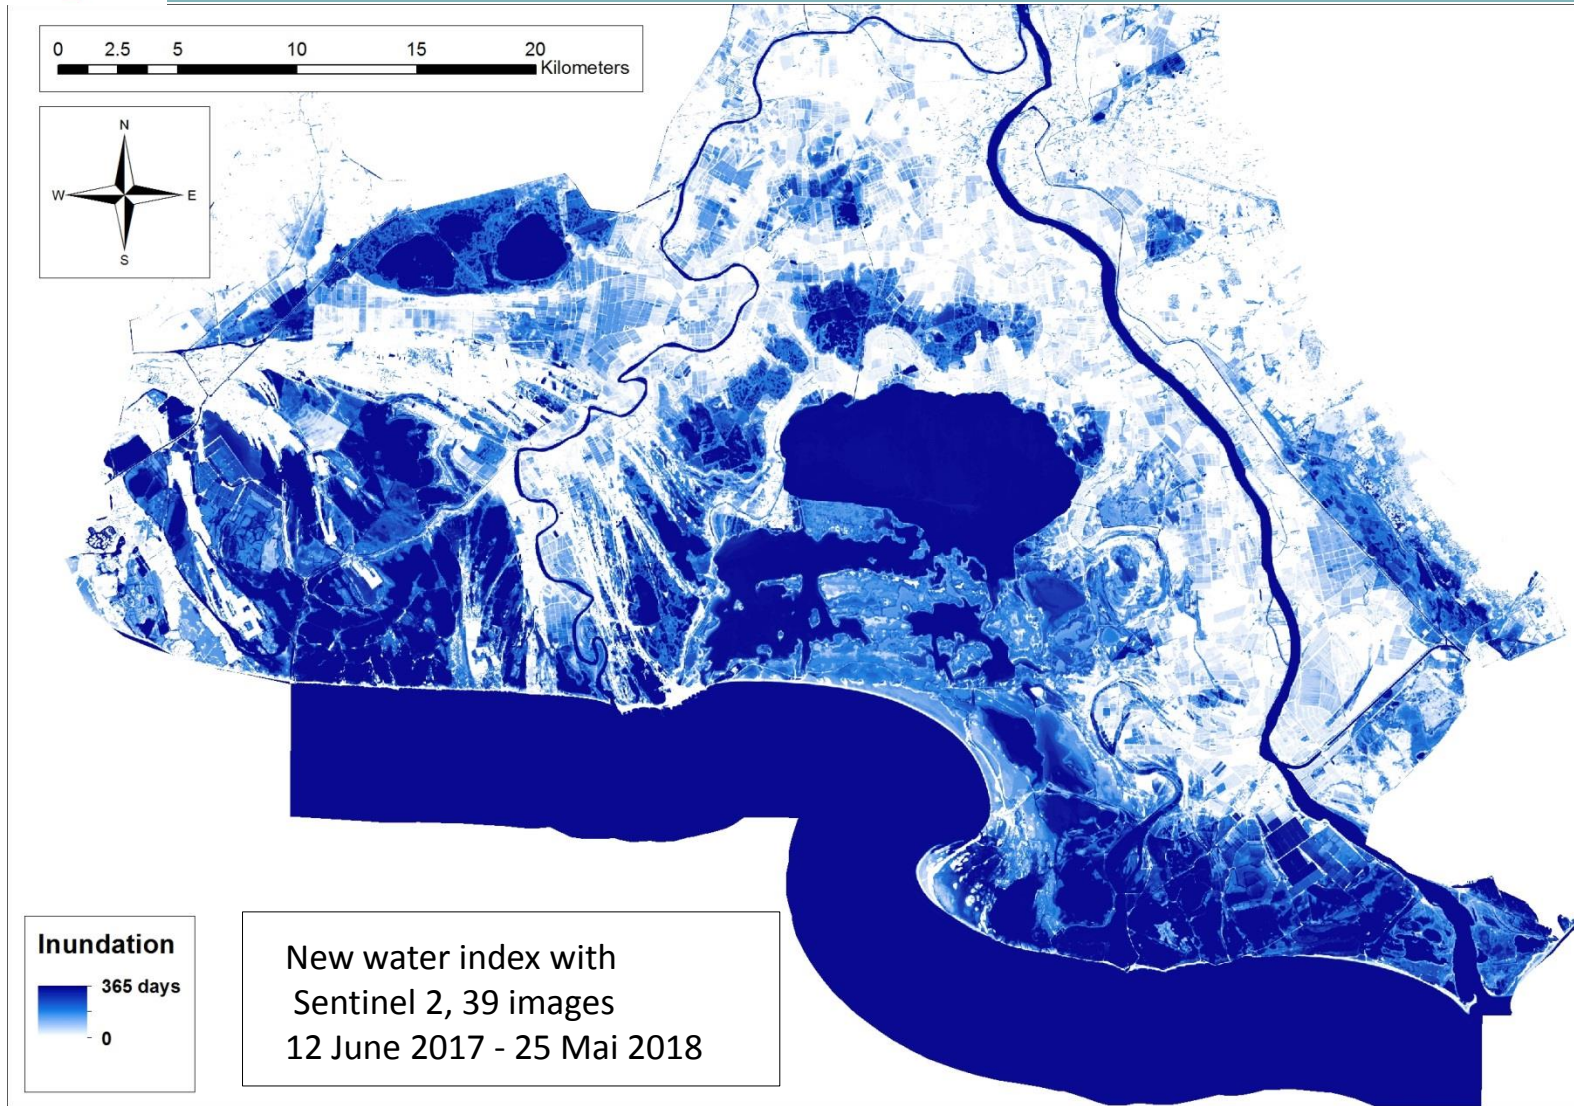 0 2.5 5 10 15 20
Kilometers
N
W E
S
Inundation
365 days
0
New water index with
Sentinel 2, 39 images
12 June 2017 - 25 Mai 2018